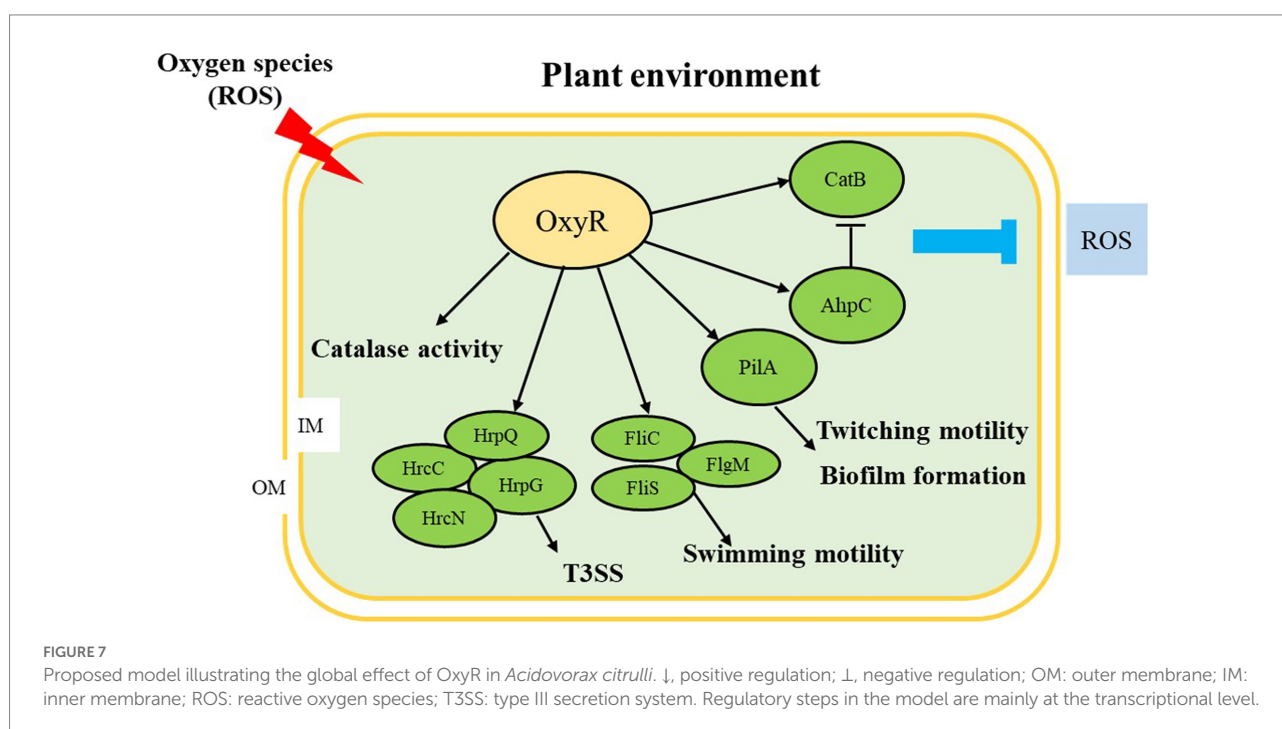 Oxygen species
(ROS)
Plant environment
CatB
OxyR
ROS
AhpC
Catalase activity
PilA
IM
HrpQ
FliC
Twitching motility
HrcC
FlgM
OM
HrpG
FliS
Biofilm formation
HrcN
Swimming motility
T3SS
FIGURE 7
Proposed model illustrating the global effect of OxyR in Acidovorax citrulli. ↓, positive regulation; ⊥, negative regulation; OM: outer membrane; IM:
inner membrane; ROS: reactive oxygen species; T3SS: type III secretion system. Regulatory steps in the model are mainly at the transcriptional level.